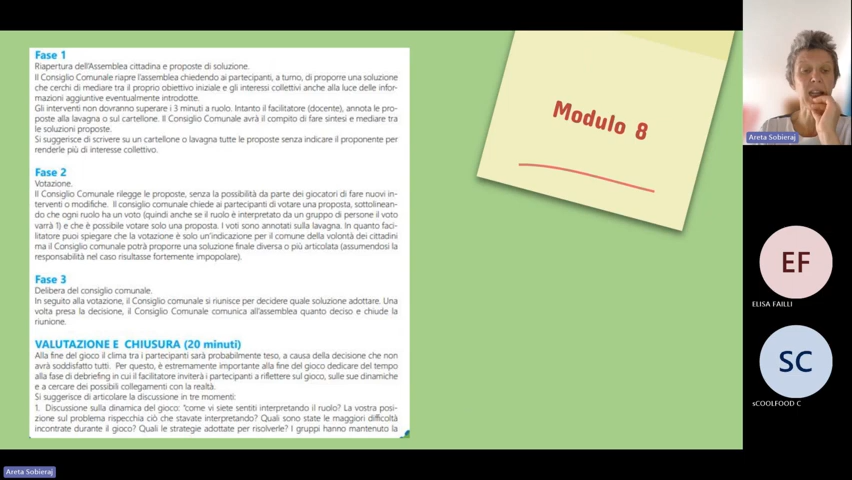 Fase 1
Riapertura dell'Assemblea cittadina e proposte di soluzione.
Il Consiglio Comunale riapre l'assemblea chiedendo ai partecipanti, a turno, di proporre una soluzione
che cerchi di mediare tra il proprio obiettivo iniziale e gli interessi collettivi anche alla luce delle infor-
mazioni aggiuntive eventualmente introdotte.
Gli interventi non dovranno superare i 3 minuti a ruolo. Intanto il facilitatore (docente), annota le pro-
poste alla lavagna o sul cartellone. Il Consiglio Comunale avrà il compito di fare sintesi e mediare tra
le soluzioni proposte.
Si suggerisce di scrivere su un cartellone o lavagna tutte le proposte senza indicare il proponente per
renderle più di interesse collettivo.
Fase 2
Votazione.
Il Consiglio Comunale rilegge le proposte, senza la possibilità da parte dei giocatori di fare nuovi in-
terventi o modifiche. Il consiglio comunale chiede ai partecipanti di votare una proposta, sottolinean-
do che ogni ruolo ha un voto (quindi anche se il ruolo è interpretato da un gruppo di persone il voto
varrà 1) e che è possibile votare solo una proposta. I voti sono annotati sulla lavagna. In quanto faci-
litatore puoi spiegare che la votazione è solo un'indicazione per il comune della volontà dei cittadini
ma il Consiglio Comunale potrà proporre una soluzione finale diversa o più articolata (assumendosi la
responsabilità nel caso risultasse fortemente impopolare).
Fase 3
Delibera del consiglio comunale.
In seguito alla votazione, il Consiglio comunale si riunisce per decidere quale soluzione adottare. Una
volta presa la decisione, il Consiglio Comunale comunica all'assemblea quanto deciso e chiude la
riunione.
VALUTAZIONE E CHIUSURA (20 minuti)
Alla fine del gioco il clima tra i partecipanti sarà probabilmente teso, a causa della decisione che non
avrà soddisfatto tutti. Per questo, è estremamente importante alla fine del gioco dedicare del tempo
alla fase di debriefing in cui il facilitatore inviterà i partecipanti a riflettere sul gioco, sulle sue dinamiche
e a cercare dei possibili collegamenti con la realtà.
Si suggerisce di articolare la discussione in tre momenti:
1. Discussione sulla dinamica del gioco: "come vi siete sentiti interpretando il ruolo? La vostra posi-
zione sul problema rispecchia ciò che stavate interpretando? Quali sono state le maggiori difficoltà
incontrate durante il gioco? Quali le strategie adottate per risolverle? I gruppi hanno mantenuto la
Modulo 8
Areta Sobieraj
EF
ELISA FAILLI
SC
sCOOLFOOD C
Areta Sobieraj